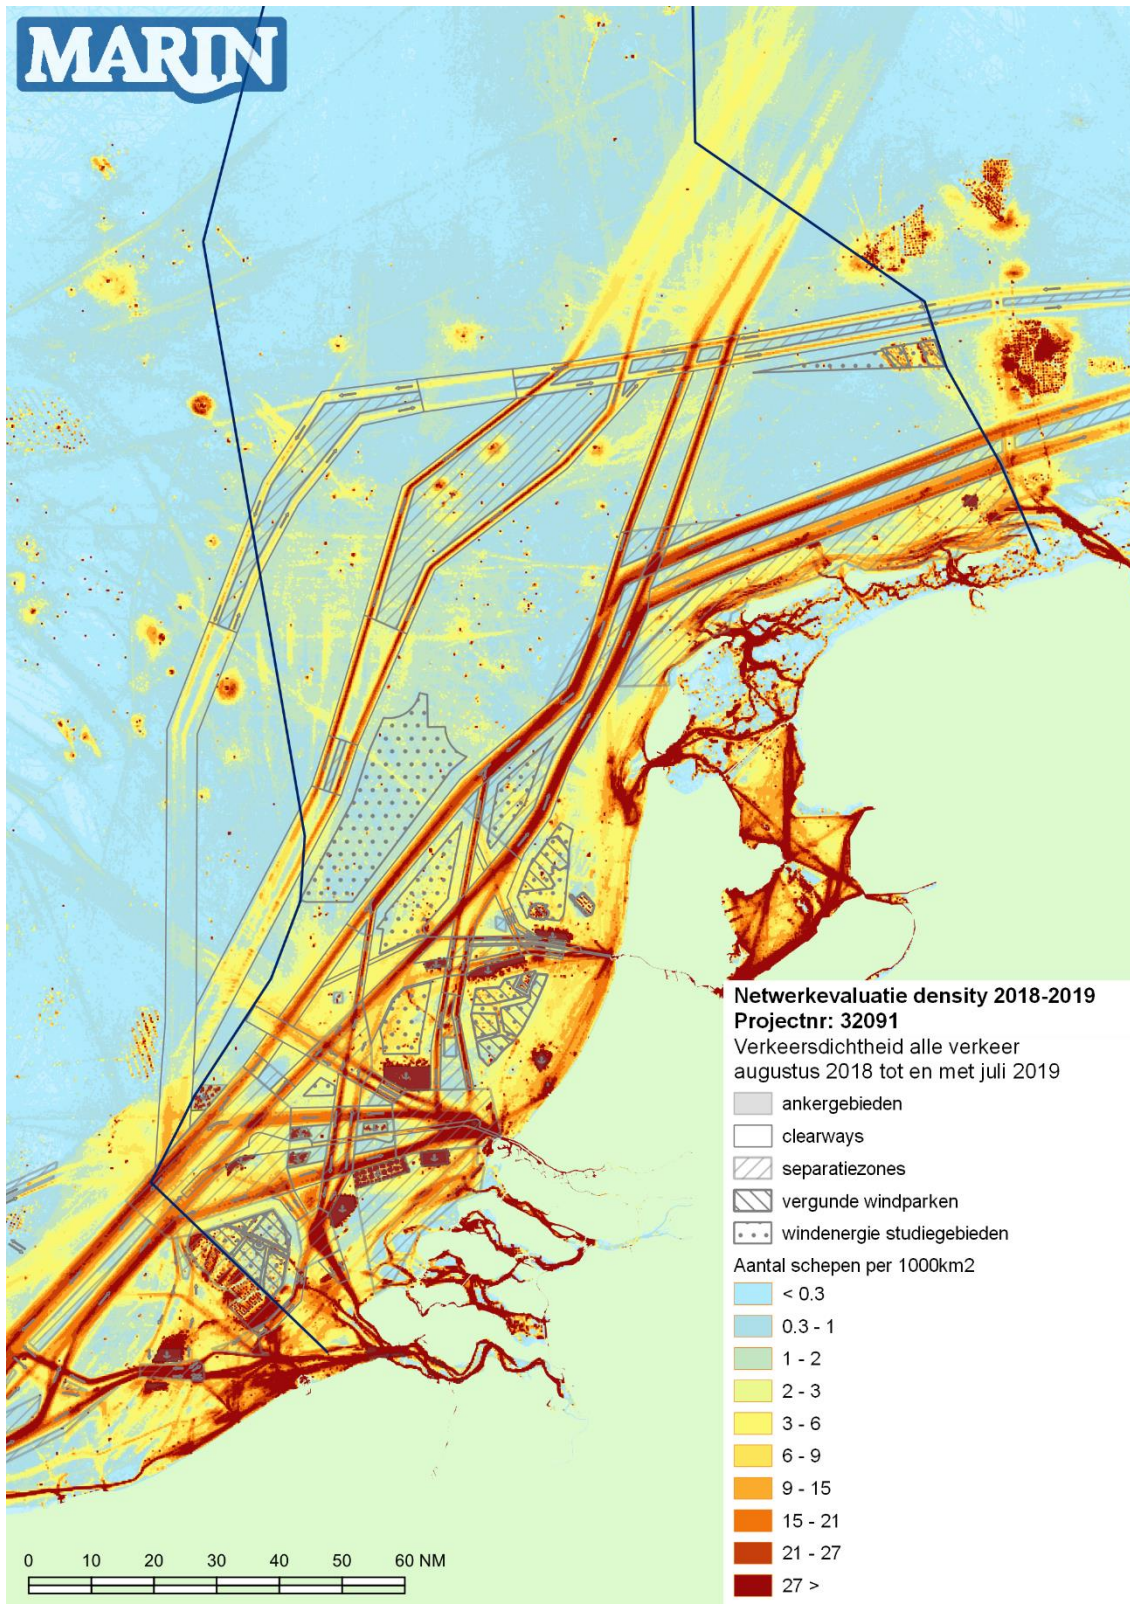 MARIN
Netwerkevaluatie density 2018-2019
Projectnr: 32091
Verkeersdichtheid alle verkeer
augustus 2018 tot en met juli 2019
ankergebieden
clearways
separatiezones
vergunde windparken
windenergie studiegebieden
Aantal schepen per 1000km2
< 0.3
0.3 - 1
1 - 2
2 - 3
3 - 6
6 - 9
9 - 15
15 - 21
21 - 27
27 >
0 10 20 30 40 50 60 NM